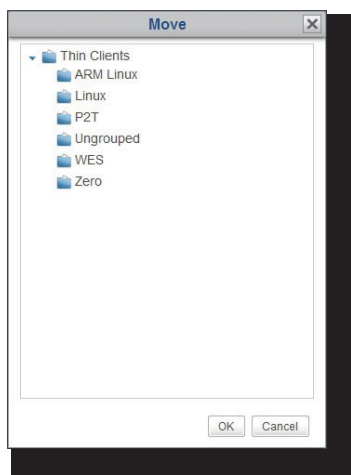 Move
Thin Clients
ARM Linux
Linux
P2T
Ungrouped
WES
Zero
OK Cancel